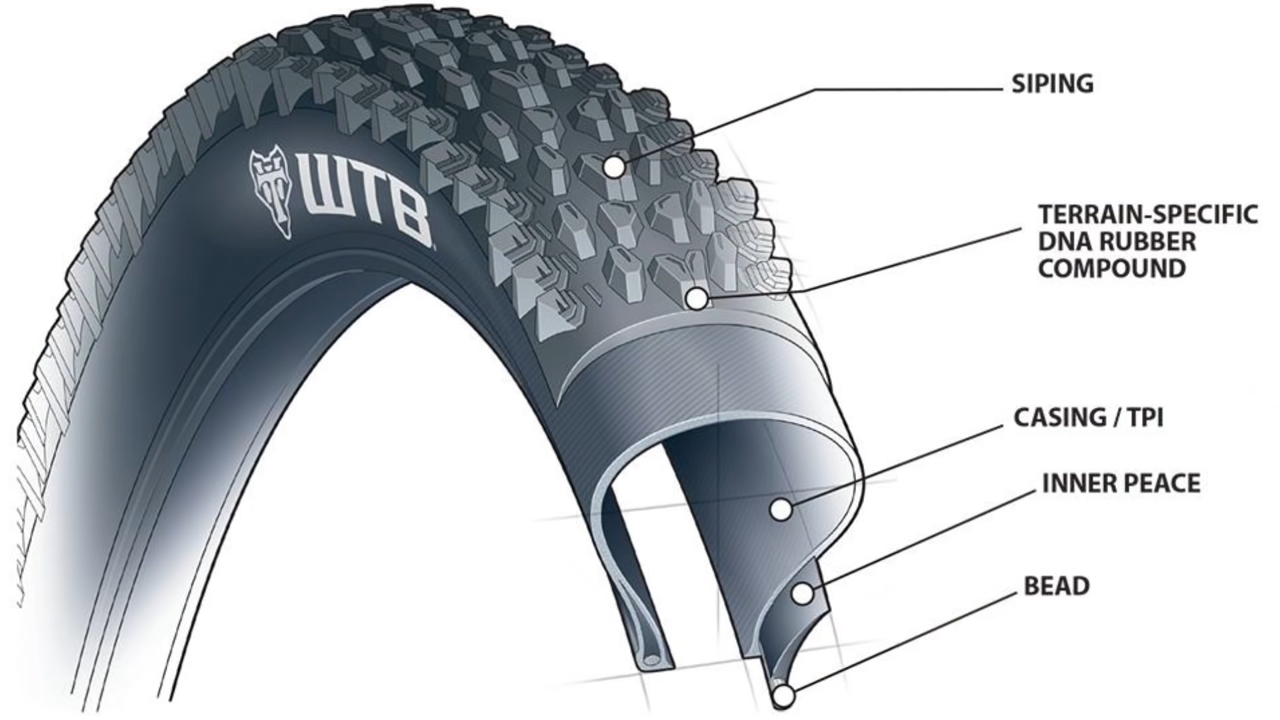 SIPING
WTB
TERRAIN-SPECIFIC
DNA RUBBER
COMPOUND
CASING / TPI
INNER PEACE
BEAD